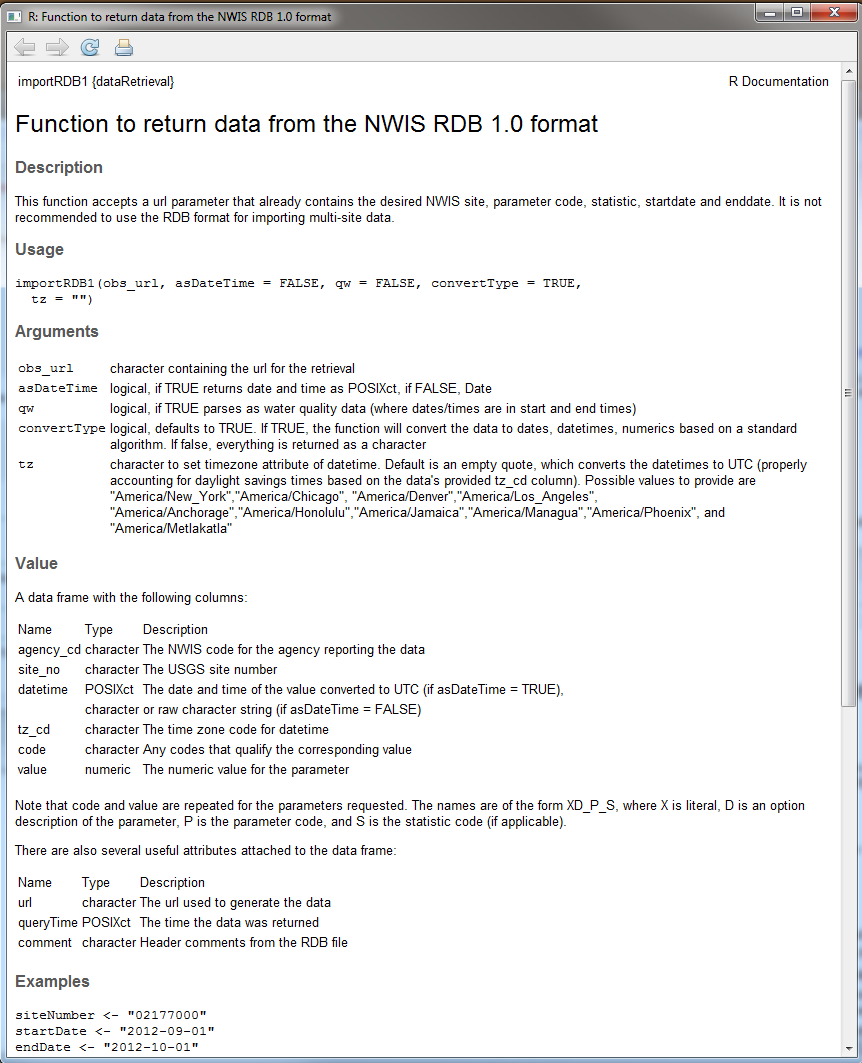 R: Function to return data from the NWIS RDB 1.0 format
importRDB1 {dataRetrieval} R Documentation
Function to return data from the NWIS RDB 1.0 format
Description
This function accepts a url parameter that already contains the desired NWIS site, parameter code, statistic, startdate and enddate. It is not
recommended to use the RDB format for importing multi-site data.
Usage
importRDB1(obs_url, asDateTime = FALSE, qw = FALSE, convertType = TRUE,
tz = "")
Arguments
obs_url character containing the url for the retrieval
asDateTime logical, if TRUE returns date and time as POSIXct, if FALSE, Date
qw logical, if TRUE parses as water quality data (where dates/times are in start and end times)
convertType logical, defaults to TRUE. If TRUE, the function will convert the data to dates, datetimes, numerics based on a standard
algorithm. If false, everything is returned as a character
tz character to set timezone attribute of datetime. Default is an empty quote, which converts the datetimes to UTC (properly
accounting for daylight savings times based on the data's provided tz_cd column). Possible values to provide are
"America/New_York","America/Chicago", "America/Denver","America/Los_Angeles",
"America/Anchorage","America/Honolulu","America/Jamaica","America/Managua","America/Phoenix", and
"America/Metlakatla"
Value
A data frame with the following columns:
Name Type Description
agency_cd character The NWIS code for the agency reporting the data
site_no character The USGS site number
datetime POSIXct The date and time of the value converted to UTC (if asDateTime = TRUE),
character or raw character string (if asDateTime = FALSE)
tz_cd character The time zone code for datetime
code character Any codes that qualify the corresponding value
value numeric The numeric value for the parameter
Note that code and value are repeated for the parameters requested. The names are of the form XD_P_S, where X is literal, D is an option
description of the parameter, P is the parameter code, and S is the statistic code (if applicable).
There are also several useful attributes attached to the data frame:
Name Type Description
url character The url used to generate the data
queryTime POSIXct The time the data was returned
comment character Header comments from the RDB file
Examples
siteNumber <- "02177000"
startDate <- "2012-09-01"
endDate <- "2012-10-01"